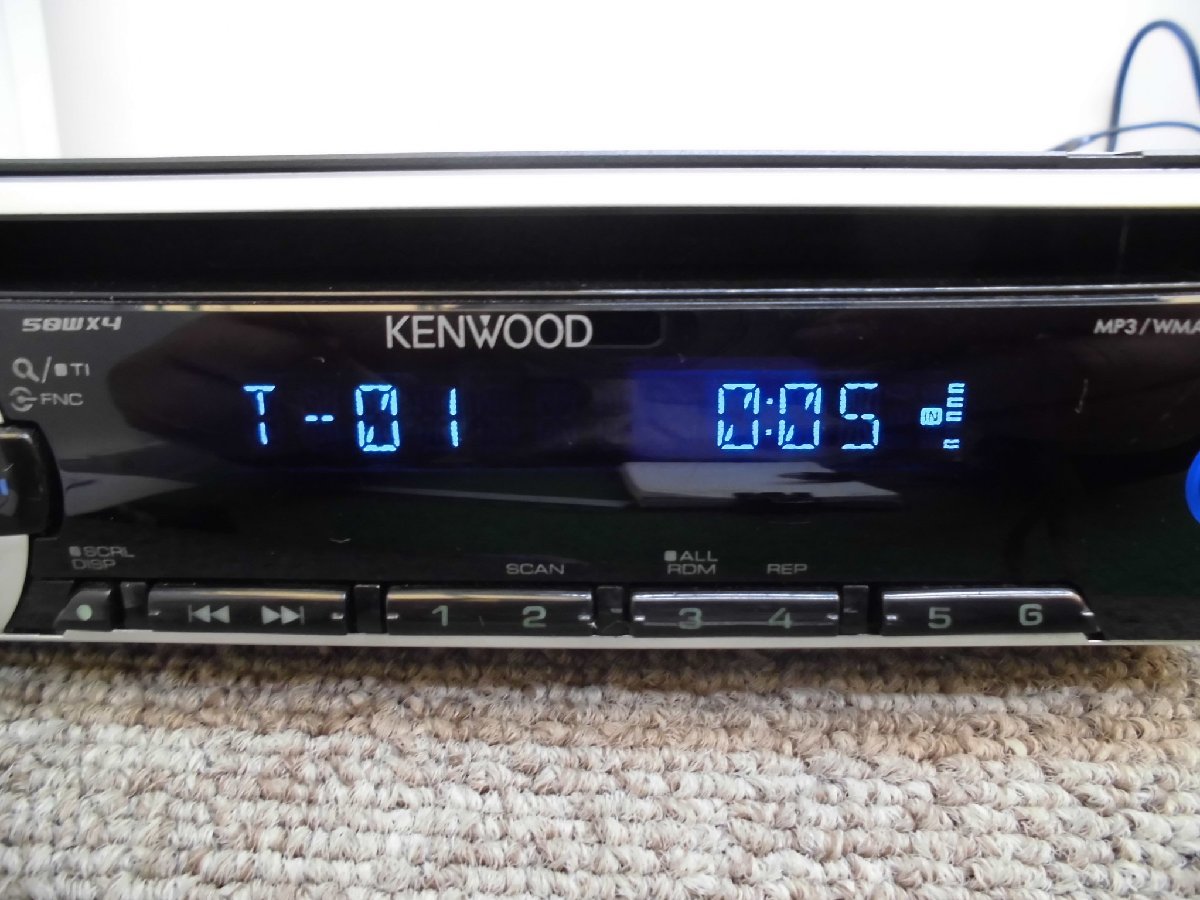 50WX4
KENWOOD
MP3/WMA
/ TI
FNC
T--01 0:05 IN
SCRL
DISP
SCAN
ALL
RDM
REP
1 2 3 4 5 6